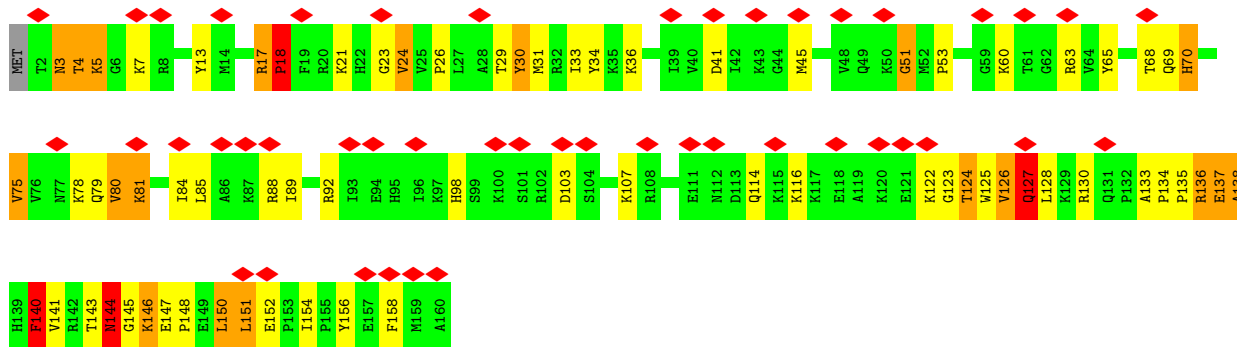 MET T2 N3 T4 K5 G6 K7 R8 Y13 M14 R17 P18 F19 R20 K21 H22 G23 V24 V25 P26 L27 A28 T29 Y30 M31 R32 I33 Y34 K35 K36 I39 V40 D41 I42 K43 G44 M45 V48 Q49 K50 G51 M52 P53 G59 K60 T61 G62 R63 V64 Y65 T68 Q69 H70
V75 V76 N77 K78 Q79 V80 K81 I84 L85 A86 K87 R88 I89 R92 I93 E94 H95 I96 K97 H98 S99 K100 S101 R102 D103 S104 K107 R108 E111 N112 D113 Q114 K115 K116 K117 E118 A119 K120 E121 K122 G123 T124 W125 V126 Q127 L128 K129 R130 Q131 P132 A133 P134 P135 R136 E137 A138
H139 F140 V141 R142 T143 N144 G145 K146 E147 P148 E149 L150 L151 E152 P153 I154 P155 Y156 E157 F158 M159 A160